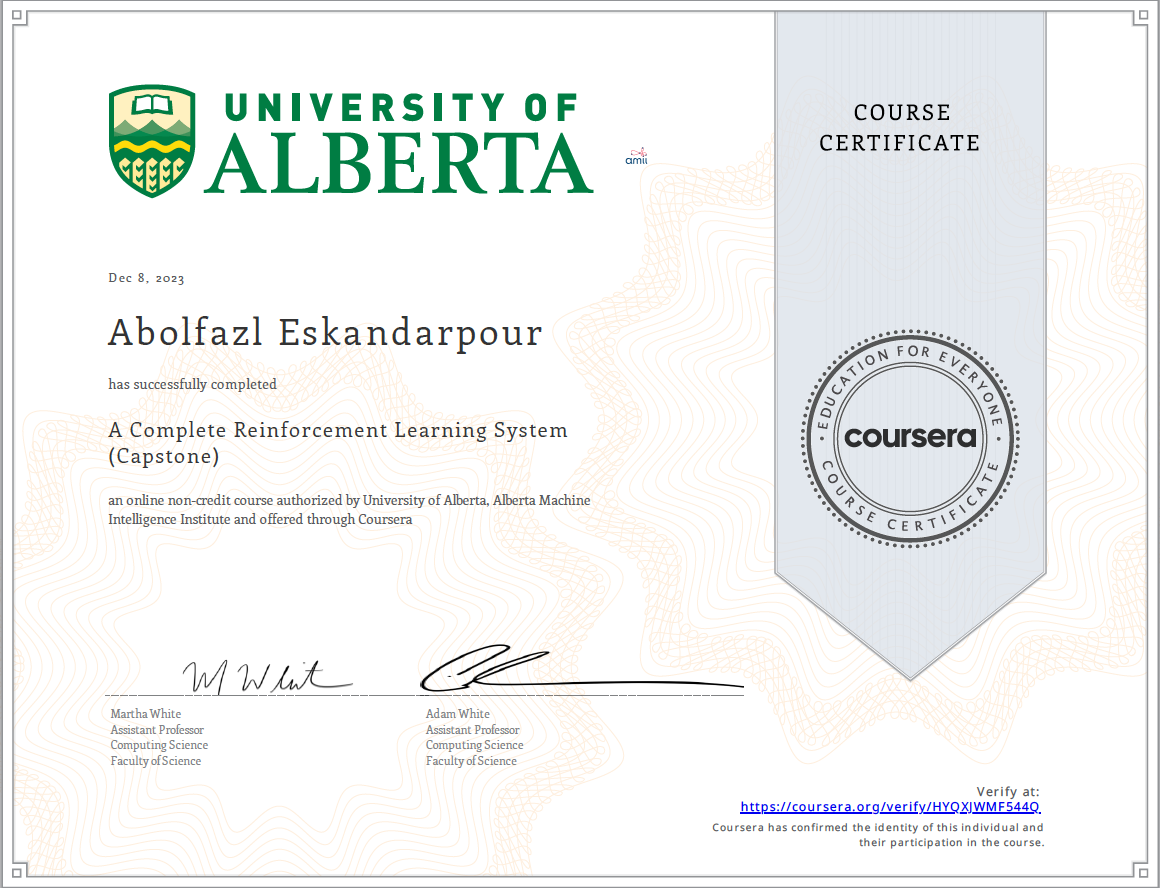 UNIVERSITY OF
ALBERTA
amii
COURSE
CERTIFICATE
Dec 8, 2023
Abolfazl Eskandarpour
has successfully completed
A Complete Reinforcement Learning System
(Capstone)
an online non-credit course authorized by University of Alberta, Alberta Machine
Intelligence Institute and offered through Coursera
EDUCATION FOR EVERYONE
coursera
COURSE CERTIFICATE
M White
Martha White
Assistant Professor
Computing Science
Faculty of Science
Adam White
Assistant Professor
Computing Science
Faculty of Science
Verify at:
https://coursera.org/verify/HYQXJWMF544Q
Coursera has confirmed the identity of this individual and
their participation in the course.